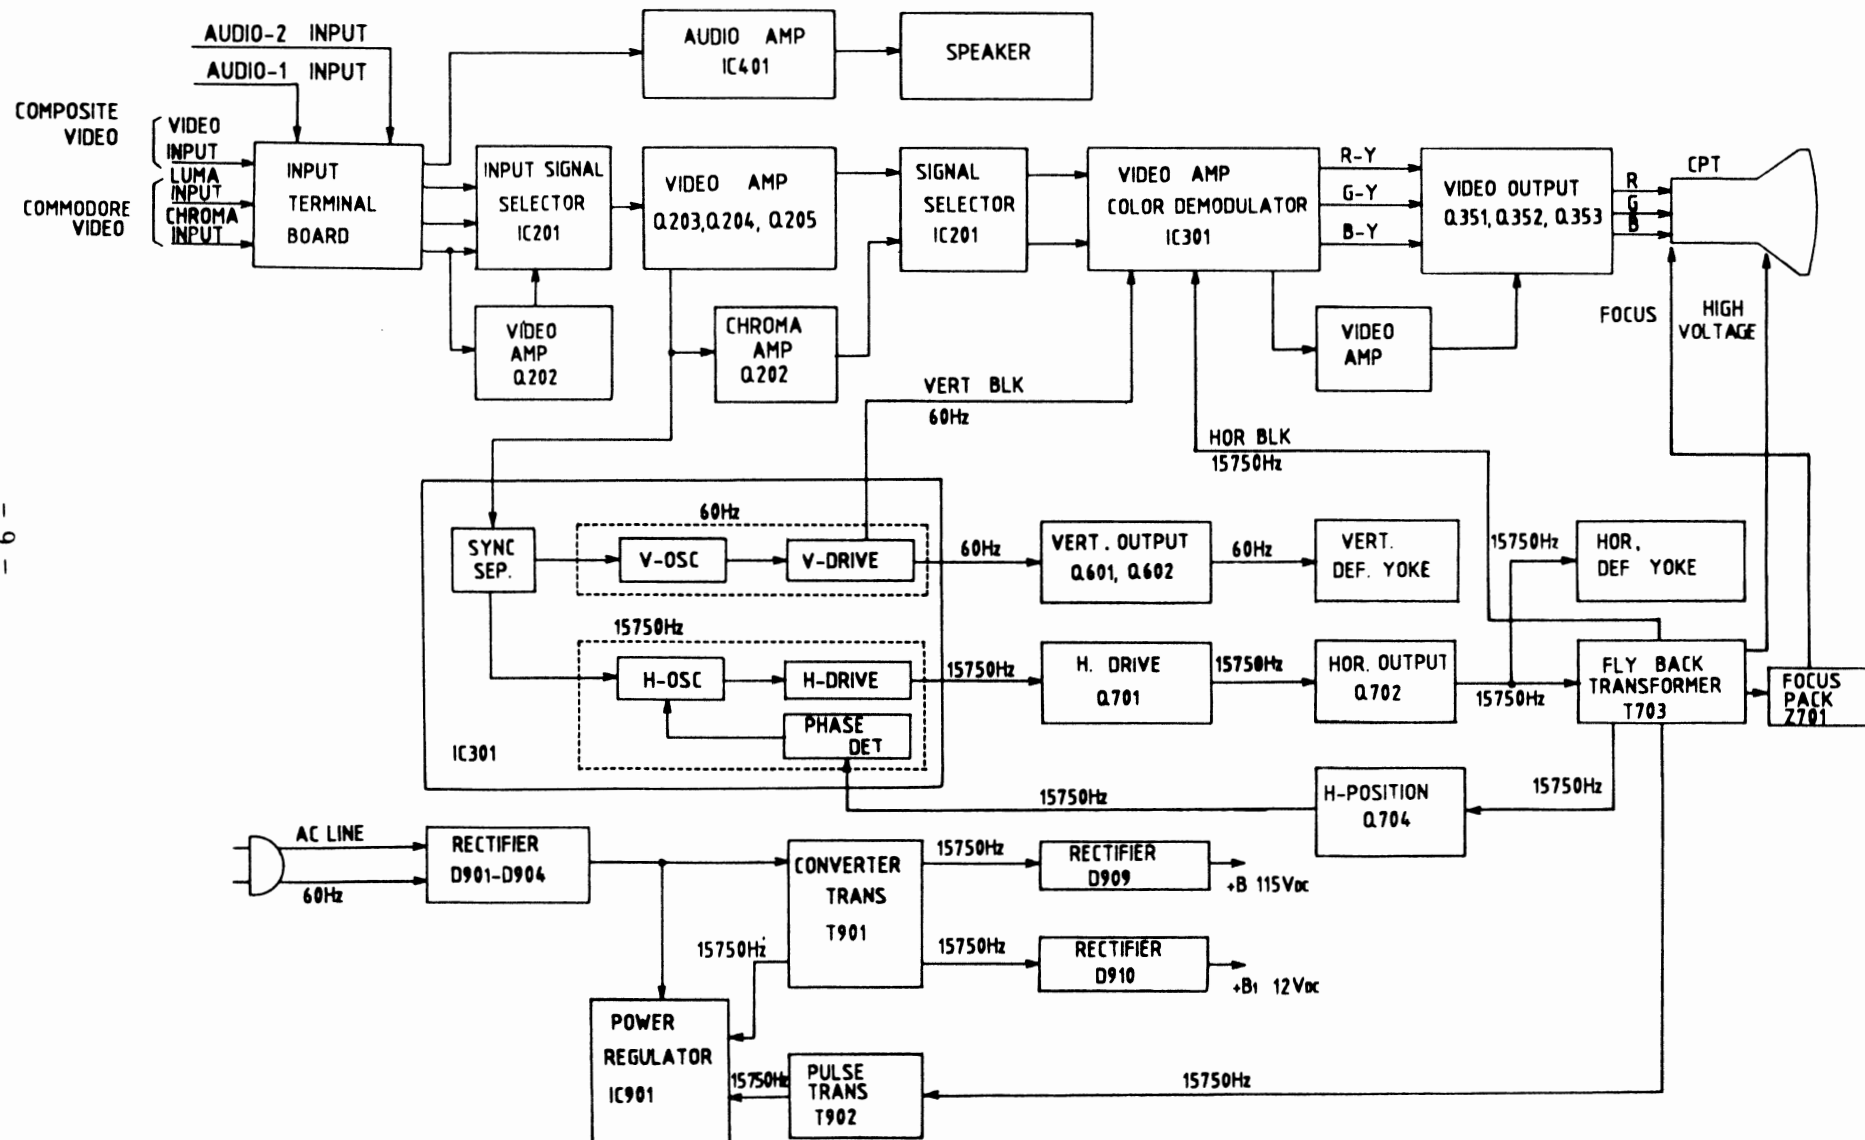 AUDIO-2 INPUT
AUDIO-1 INPUT
COMPOSITE
VIDEO
VIDEO
INPUT
LUMA
INPUT
COMMODORE
VIDEO
CHROMA
INPUT
INPUT
TERMINAL
BOARD
AUDIO AMP
IC401
SPEAKER
INPUT SIGNAL
SELECTOR
IC201
VIDEO AMP
Q203,Q204, Q205
SIGNAL
SELECTOR
IC201
VIDEO AMP
COLOR DEMODULATOR
IC301
R-Y
G-Y
B-Y
VIDEO OUTPUT
Q351, Q352, Q353
R
G
B
CPT
VIDEO
AMP
Q202
CHROMA
AMP
Q202
VIDEO
AMP
FOCUS
HIGH
VOLTAGE
VERT BLK
60Hz
HOR BLK
15750Hz
- 9 -
SYNC
SEP.
60Hz
V-OSC
V-DRIVE
60Hz
VERT. OUTPUT
Q601, Q602
60Hz
VERT.
DEF. YOKE
15750Hz
HOR.
DEF YOKE
15750Hz
H-OSC
H-DRIVE
PHASE
DET
IC301
15750Hz
H. DRIVE
Q701
15750Hz
HOR. OUTPUT
Q702
15750Hz
FLY BACK
TRANSFORMER
T703
FOCUS
PACK
Z701
15750Hz
H-POSITION
Q704
15750Hz
AC LINE
60Hz
RECTIFIER
D901-D904
CONVERTER
TRANS
T901
15750Hz
RECTIFIER
D909
+B 115VDC
15750Hz
15750Hz
RECTIFIER
D910
+B1 12VDC
POWER
REGULATOR
IC901
15750Hz
PULSE
TRANS
T902
15750Hz